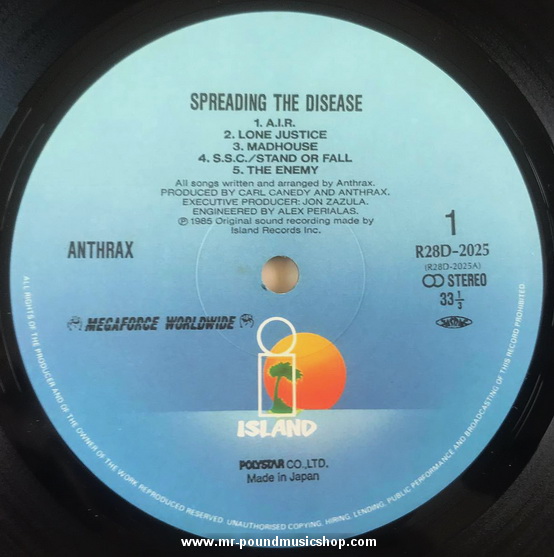 SPREADING THE DISEASE
1. A.I.R.
2. LONE JUSTICE
3. MADHOUSE
4. S.S.C./STAND OR FALL
5. THE ENEMY
All songs written and arranged by Anthrax.
PRODUCED BY CARL CANEDY AND ANTHRAX.
EXECUTIVE PRODUCER: JON ZAZULA.
ENGINEERED BY ALEX PERIALAS.
Ⓟ 1985 Original sound recording made by
Island Records Inc.
ANTHRAX
1
R28D-2025
(R28D-2025A)
STEREO
33 1/3
MEGAFORCE WORLDWIDE
ISLAND
POLYSTAR CO.,LTD.
Made in Japan
ALL RIGHTS OF THE PRODUCER AND OF THE OWNER OF THE WORK REPRODUCED RESERVED. UNAUTHORISED COPYING, HIRING, LENDING, PUBLIC PERFORMANCE AND BROADCASTING OF THIS RECORD PROHIBITED.
www.mr-poundmusicshop.com